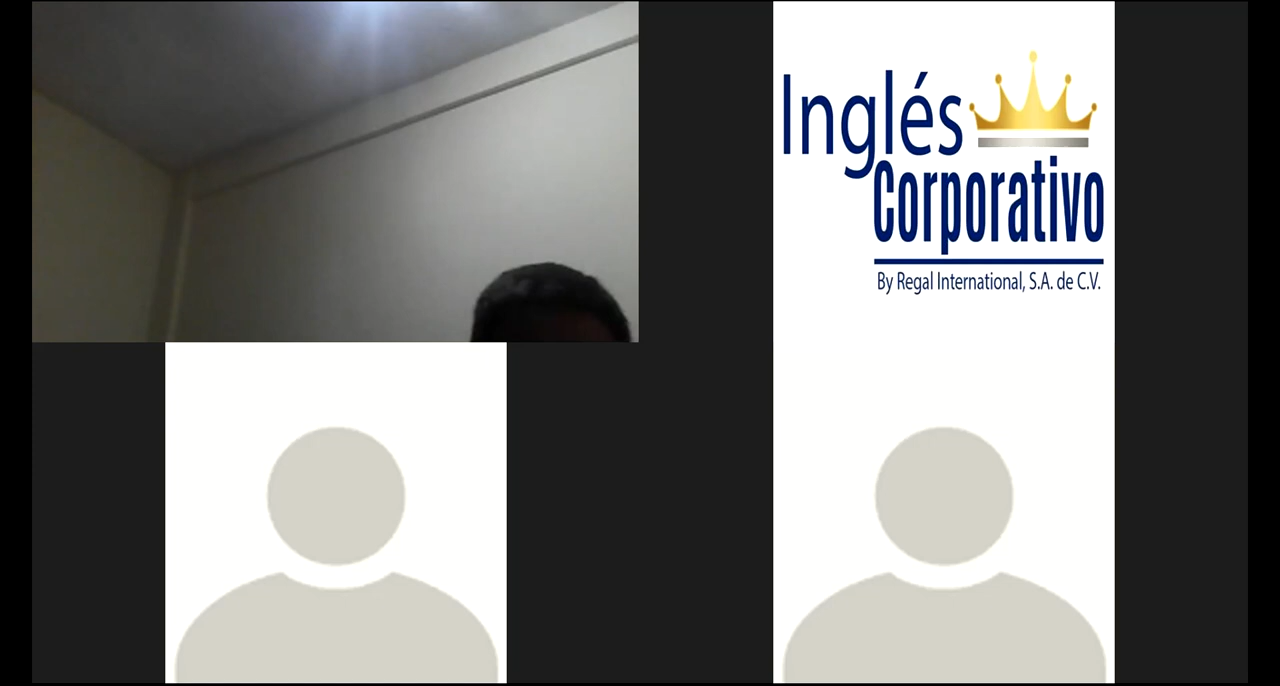 Inglés
Corporativo
By Regal International, S.A. de C.V.